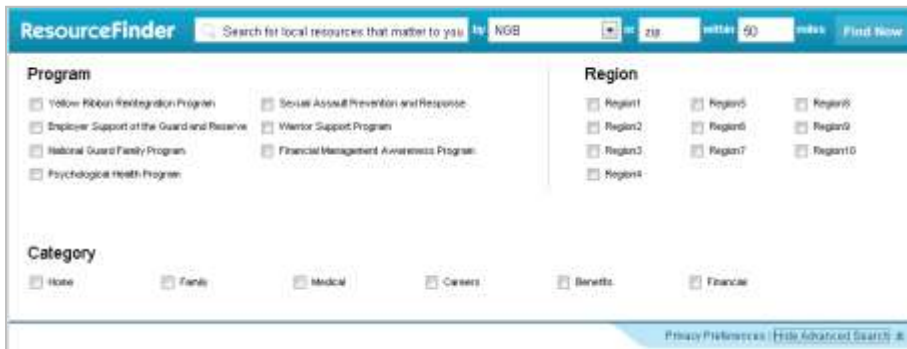 ResourceFinder Search for local resources that matter to you by NGB or zip within 50 miles Find Now
Program Region
Yellow Ribbon Reintegration Program Sexual Assault Prevention and Response Region1 Region5 Region8
Employer Support of the Guard and Reserve Warrior Support Program Region2 Region6 Region9
National Guard Family Program Financial Management Awareness Program Region3 Region7 Region10
Psychological Health Program Region4
Category
Home Family Medical Careers Benefits Financial
Privacy Preferences | Hide Advanced Search